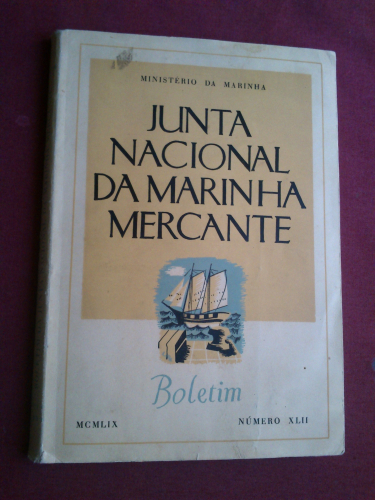 MINISTÉRIO DA MARINHA
JUNTA
NACIONAL
DA MARINHA
MERCANTE
Boletim
MCMLIX NÚMERO XLII